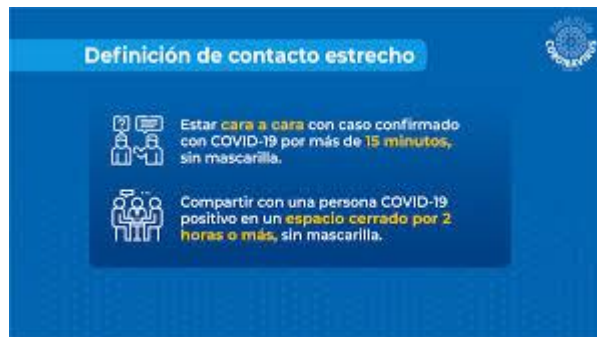 Definición de contacto estrecho
CORONAVIRUS
Estar cara a cara con caso confirmado
con COVID-19 por más de 15 minutos,
sin mascarilla.
Compartir con una persona COVID-19
positivo en un espacio cerrado por 2
horas o más, sin mascarilla.